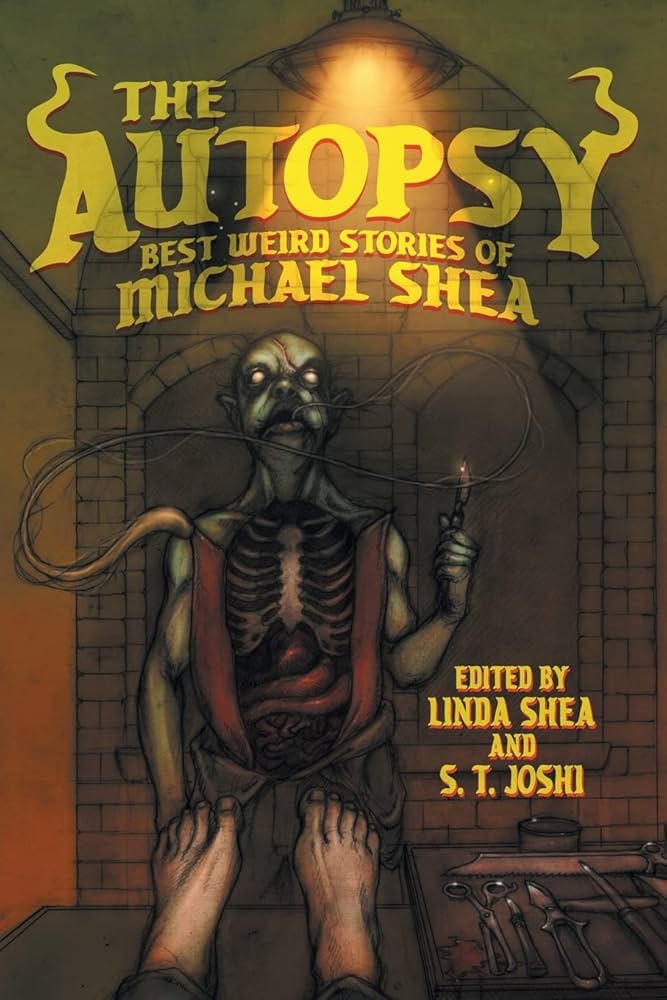 THE
AUTOPSY
BEST WEIRD STORIES OF
MICHAEL SHEA
EDITED BY
LINDA SHEA
AND
S. T. JOSHI